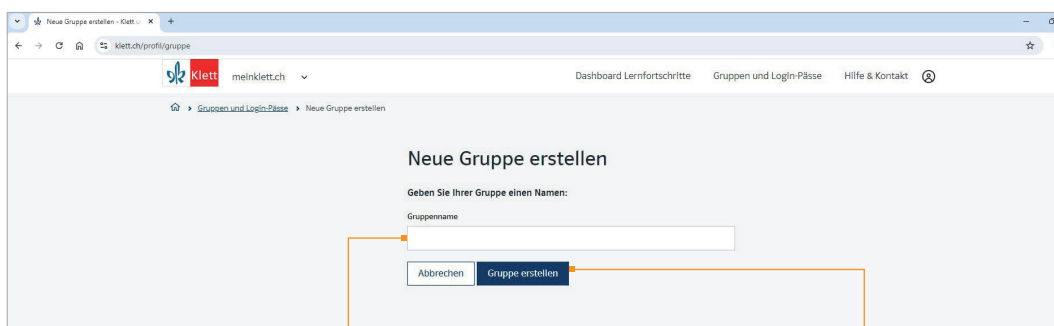 Neue Gruppe erstellen - Klett u
klett.ch/profil/gruppe
Klett meinklett.ch Dashboard Lernfortschritte Gruppen und Login-Pässe Hilfe & Kontakt
Gruppen und Login-Pässe > Neue Gruppe erstellen
Neue Gruppe erstellen
Geben Sie Ihrer Gruppe einen Namen:
Gruppenname
Abbrechen Gruppe erstellen